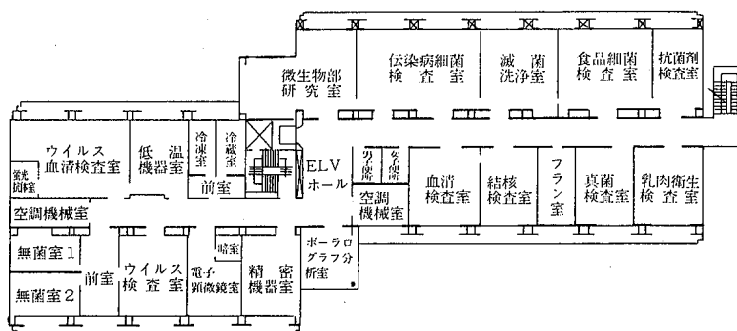 微生物部
研究室
伝染病細菌
検査室
滅菌
洗浄室
食品細菌
検査室
抗菌剤
検査室
ウイルス
血清検査室
低温
機器室
冷凍室
冷蔵室
前室
蛍光
抗体室
空調機械室
ELV
ホール
男子便所
女子便所
空調
機械室
血清
検査室
結核
検査室
フラン室
真菌
検査室
乳肉衛生
検査室
無菌室1
無菌室2
前室
ウイルス
検査室
暗室
電子
顕微鏡室
精密
機器室
ポーラロ
グラフ分
析室